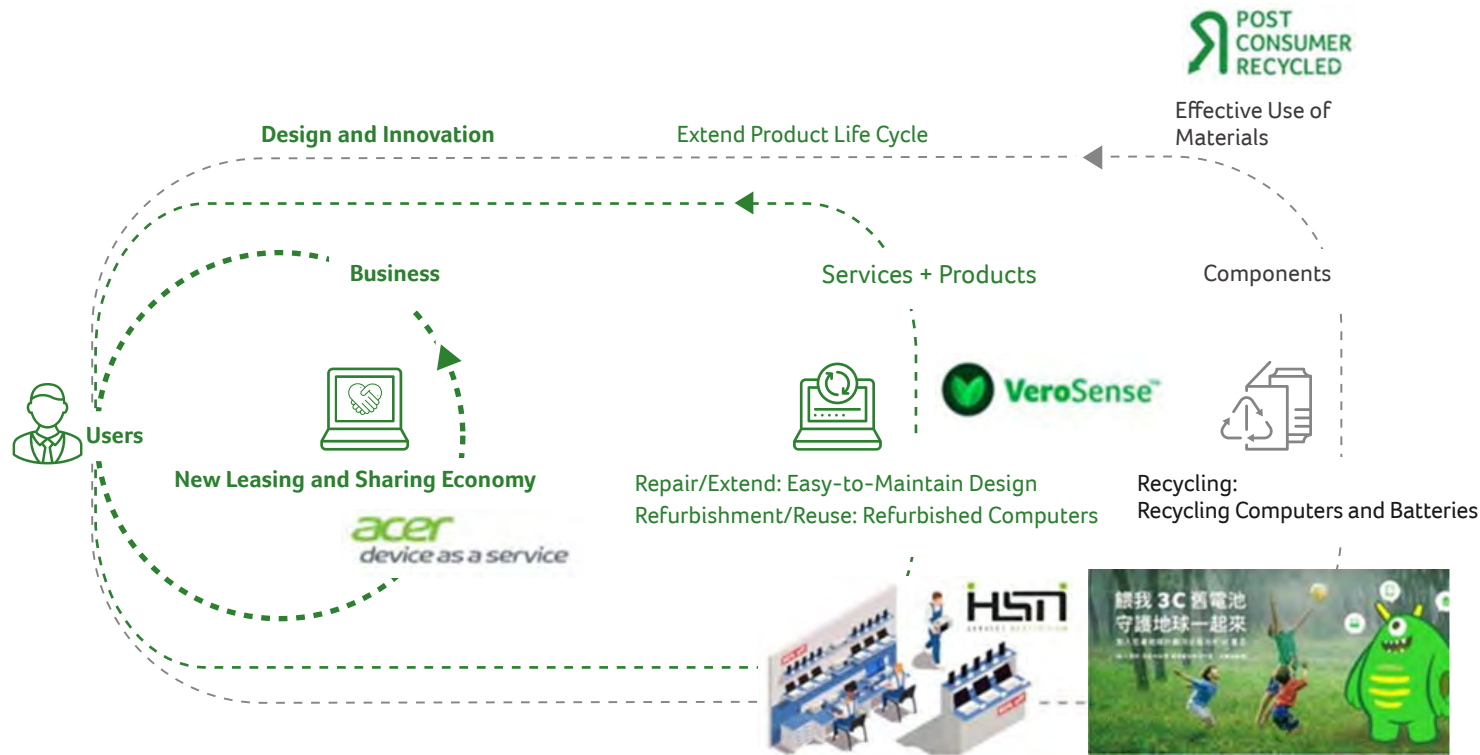 POST
CONSUMER
RECYCLED
Effective Use of
Materials
Design and Innovation
Extend Product Life Cycle
Business
Services + Products
Components
VeroSense™
Users
New Leasing and Sharing Economy
acer
device as a service
Repair/Extend: Easy-to-Maintain Design
Refurbishment/Reuse: Refurbished Computers
Recycling:
Recycling Computers and Batteries
HSN
餵我 3C 舊電池
守護地球一起來